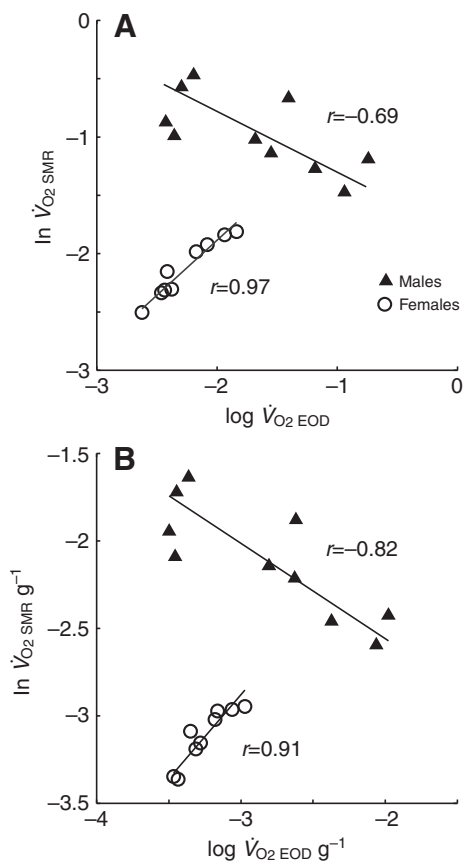 A
0
−1
−2
−3
ln V̇O2 SMR
r=–0.69
r=0.97
Males
Females
−3
−2
−1
0
log V̇O2 EOD
B
−1.5
−2
−2.5
−3
−3.5
ln V̇O2 SMR g−1
r=–0.82
r=0.91
−4
−3
−2
log V̇O2 EOD g−1